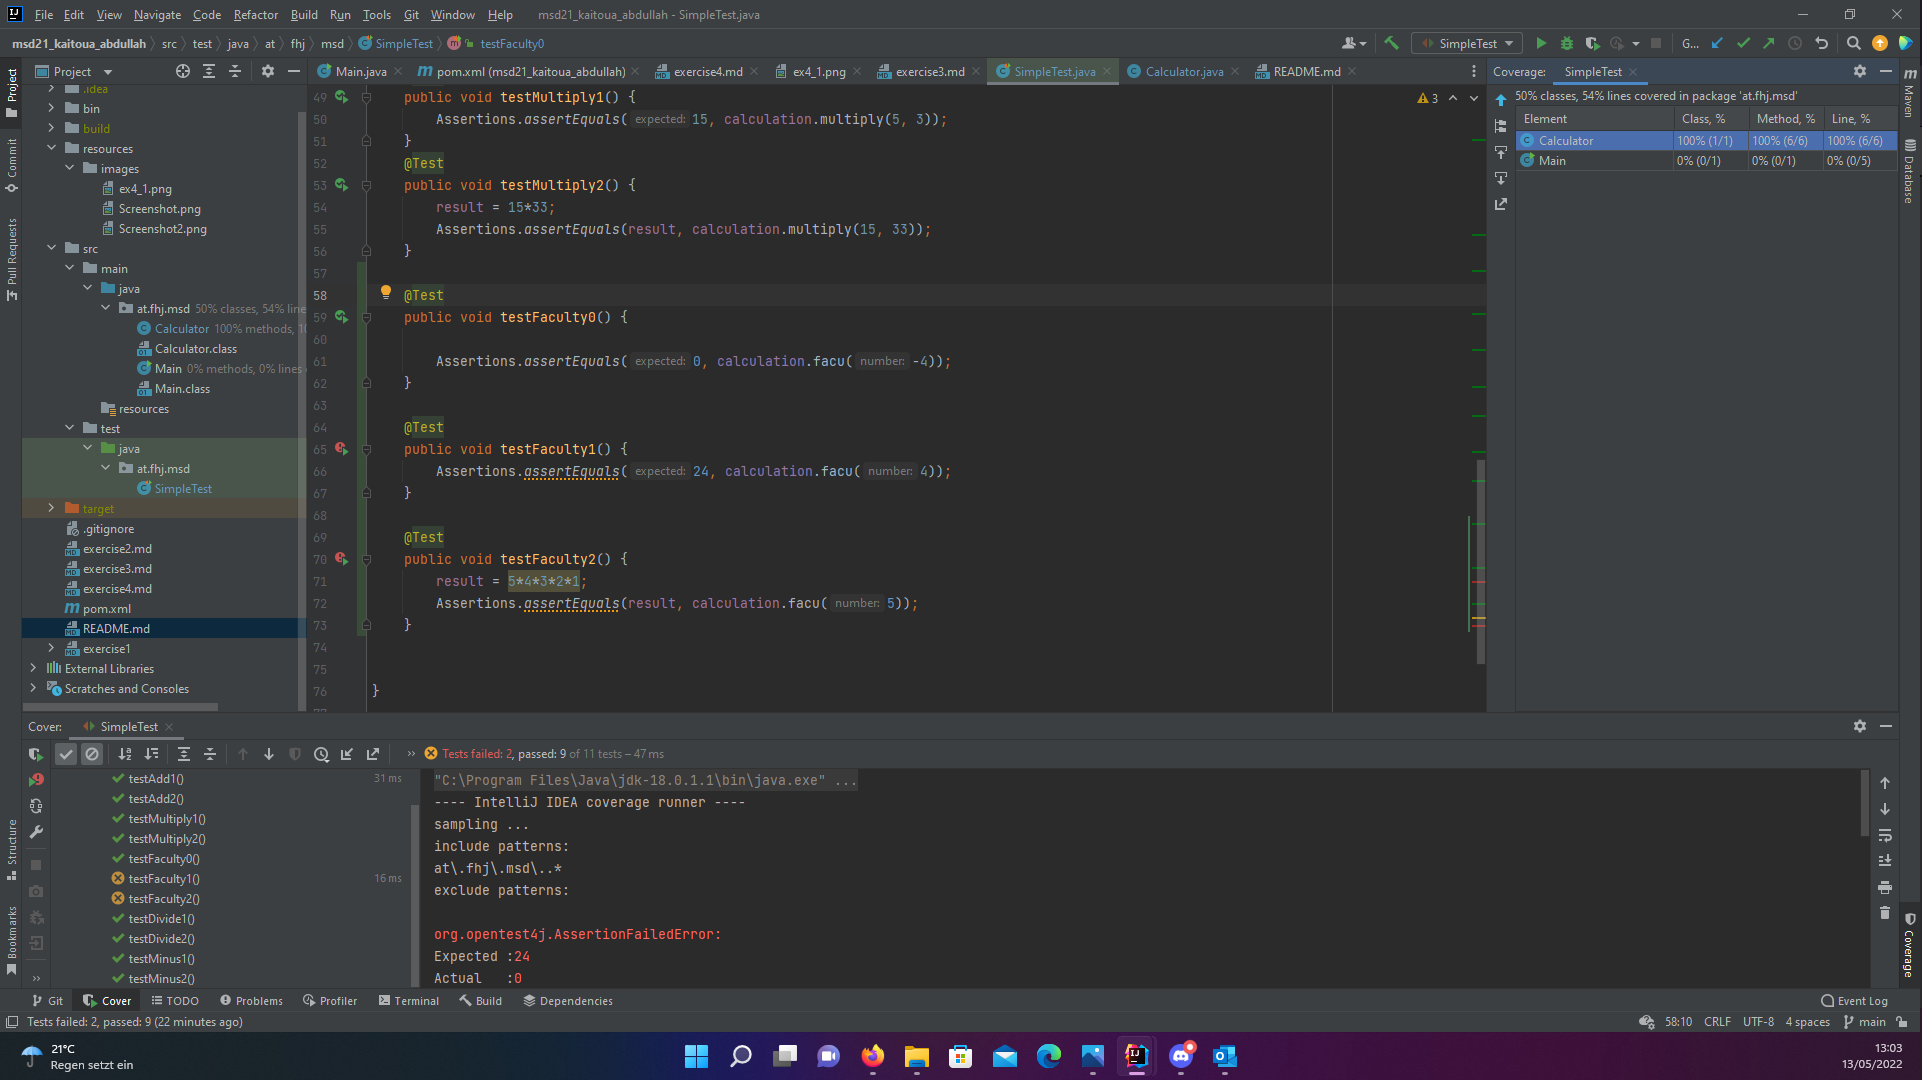 File Edit View Navigate Code Refactor Build Run Tools Git Window Help msd21_kaitoua_abdullah - SimpleTest.java
msd21_kaitoua_abdullah src test java at fhj msd SimpleTest testFaculty0
SimpleTest G...
Project
Main.java pom.xml (msd21_kaitoua_abdullah) exercise4.md ex4_1.png exercise3.md SimpleTest.java Calculator.java README.md
Coverage: SimpleTest
50% classes, 54% lines covered in package 'at.fhj.msd'
Element Class, % Method, % Line, %
Calculator 100% (1/1) 100% (6/6) 100% (6/6)
Main 0% (0/1) 0% (0/1) 0% (0/5)
Project
Commit
Pull Requests
Structure
Bookmarks
Maven
Database
Coverage
.idea
bin
build
resources
images
ex4_1.png
Screenshot.png
Screenshot2.png
src
main
java
at.fhj.msd 50% classes, 54% line
Calculator 100% methods, 10
Calculator.class
Main 0% methods, 0% lines
Main.class
resources
test
java
at.fhj.msd
SimpleTest
target
.gitignore
exercise2.md
exercise3.md
exercise4.md
pom.xml
README.md
exercise1
External Libraries
Scratches and Consoles
3
49 public void testMultiply1() {
50 Assertions.assertEquals( expected: 15, calculation.multiply(5, 3));
51 }
52 @Test
53 public void testMultiply2() {
54 result = 15*33;
55 Assertions.assertEquals(result, calculation.multiply(15, 33));
56 }
57
58 @Test
59 public void testFaculty0() {
60
61 Assertions.assertEquals( expected: 0, calculation.facu( number: -4));
62 }
63
64 @Test
65 public void testFaculty1() {
66 Assertions.assertEquals( expected: 24, calculation.facu( number: 4));
67 }
68
69 @Test
70 public void testFaculty2() {
71 result = 5*4*3*2*1;
72 Assertions.assertEquals(result, calculation.facu( number: 5));
73 }
74
75
76 }
Cover: SimpleTest
Tests failed: 2, passed: 9 of 11 tests – 47 ms
testAdd1() 31 ms
testAdd2()
testMultiply1()
testMultiply2()
testFaculty0()
testFaculty1() 16 ms
testFaculty2()
testDivide1()
testDivide2()
testMinus1()
testMinus2()
"C:\Program Files\Java\jdk-18.0.1.1\bin\java.exe" ...
---- IntelliJ IDEA coverage runner ----
sampling ...
include patterns:
at\.fhj\.msd\..*
exclude patterns:
org.opentest4j.AssertionFailedError:
Expected :24
Actual :0
Git Cover TODO Problems Profiler Terminal Build Dependencies Event Log
Tests failed: 2, passed: 9 (22 minutes ago) 58:10 CRLF UTF-8 4 spaces main
21°C
Regen setzt ein
13:03
13/05/2022